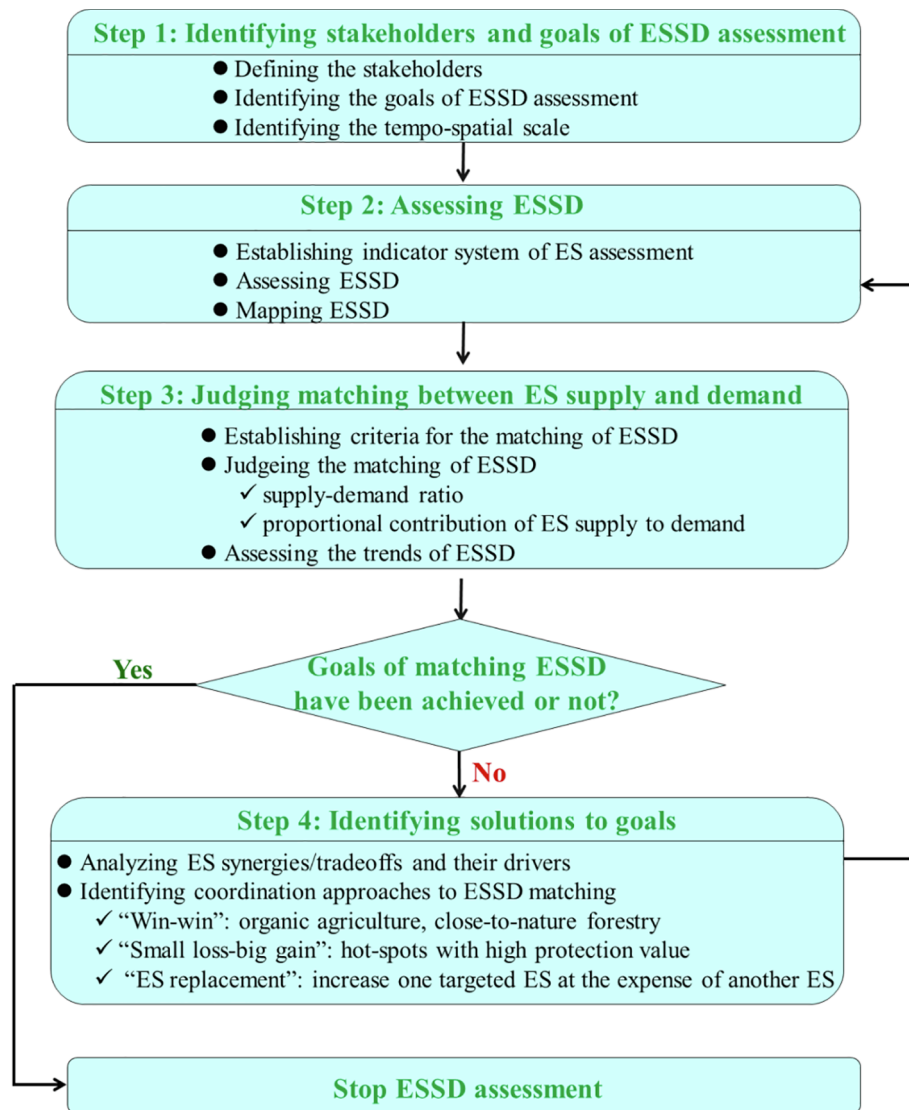 Step 1: Identifying stakeholders and goals of ESSD assessment
● Defining the stakeholders
● Identifying the goals of ESSD assessment
● Identifying the tempo-spatial scale
Step 2: Assessing ESSD
● Establishing indicator system of ES assessment
● Assessing ESSD
● Mapping ESSD
Step 3: Judging matching between ES supply and demand
● Establishing criteria for the matching of ESSD
● Judgeing the matching of ESSD
✓ supply-demand ratio
✓ proportional contribution of ES supply to demand
● Assessing the trends of ESSD
Yes
Goals of matching ESSD
have been achieved or not?
No
Step 4: Identifying solutions to goals
● Analyzing ES synergies/tradeoffs and their drivers
● Identifying coordination approaches to ESSD matching
✓ “Win-win”: organic agriculture, close-to-nature forestry
✓ “Small loss-big gain”: hot-spots with high protection value
✓ “ES replacement”: increase one targeted ES at the expense of another ES
Stop ESSD assessment